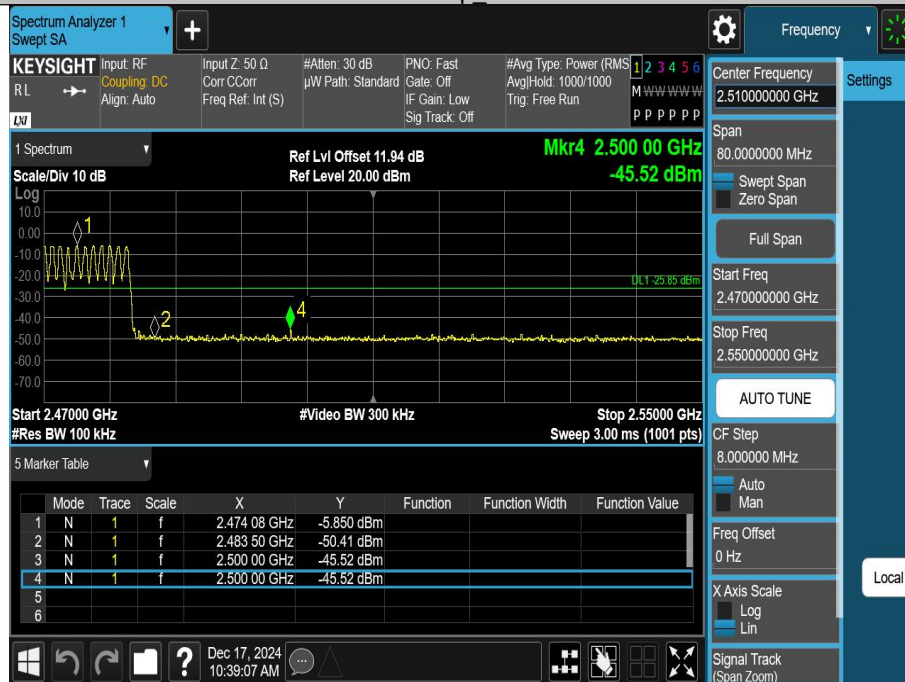 Spectrum Analyzer 1
Swept SA
+
Frequency
KEYSIGHT
RL
LXI
Input: RF
Coupling: DC
Align: Auto
Input Z: 50 Ω
Corr CCorr
Freq Ref: Int (S)
#Atten: 30 dB
µW Path: Standard
PNO: Fast
Gate: Off
IF Gain: Low
Sig Track: Off
#Avg Type: Power (RMS
Avg|Hold: 1000/1000
Trig: Free Run
1 2 3 4 5 6
M W W W W W
P P P P P P
1 Spectrum
Scale/Div 10 dB
Ref Lvl Offset 11.94 dB
Ref Level 20.00 dBm
Mkr4 2.500 00 GHz
-45.52 dBm
Log
10.0
0.00
-10.0
-20.0
-30.0
-40.0
-50.0
-60.0
-70.0
1
2
4
DL1 -25.85 dBm
Start 2.47000 GHz
#Video BW 300 kHz
Stop 2.55000 GHz
#Res BW 100 kHz
Sweep 3.00 ms (1001 pts)
5 Marker Table
Mode Trace Scale X Y Function Function Width Function Value
1 N 1 f 2.474 08 GHz -5.850 dBm
2 N 1 f 2.483 50 GHz -50.41 dBm
3 N 1 f 2.500 00 GHz -45.52 dBm
4 N 1 f 2.500 00 GHz -45.52 dBm
5
6
?
Dec 17, 2024
10:39:07 AM
Center Frequency
2.510000000 GHz
Settings
Span
80.0000000 MHz
Swept Span
Zero Span
Full Span
Start Freq
2.470000000 GHz
Stop Freq
2.550000000 GHz
AUTO TUNE
CF Step
8.000000 MHz
Auto
Man
Freq Offset
0 Hz
Local
X Axis Scale
Log
Lin
Signal Track
(Span Zoom)